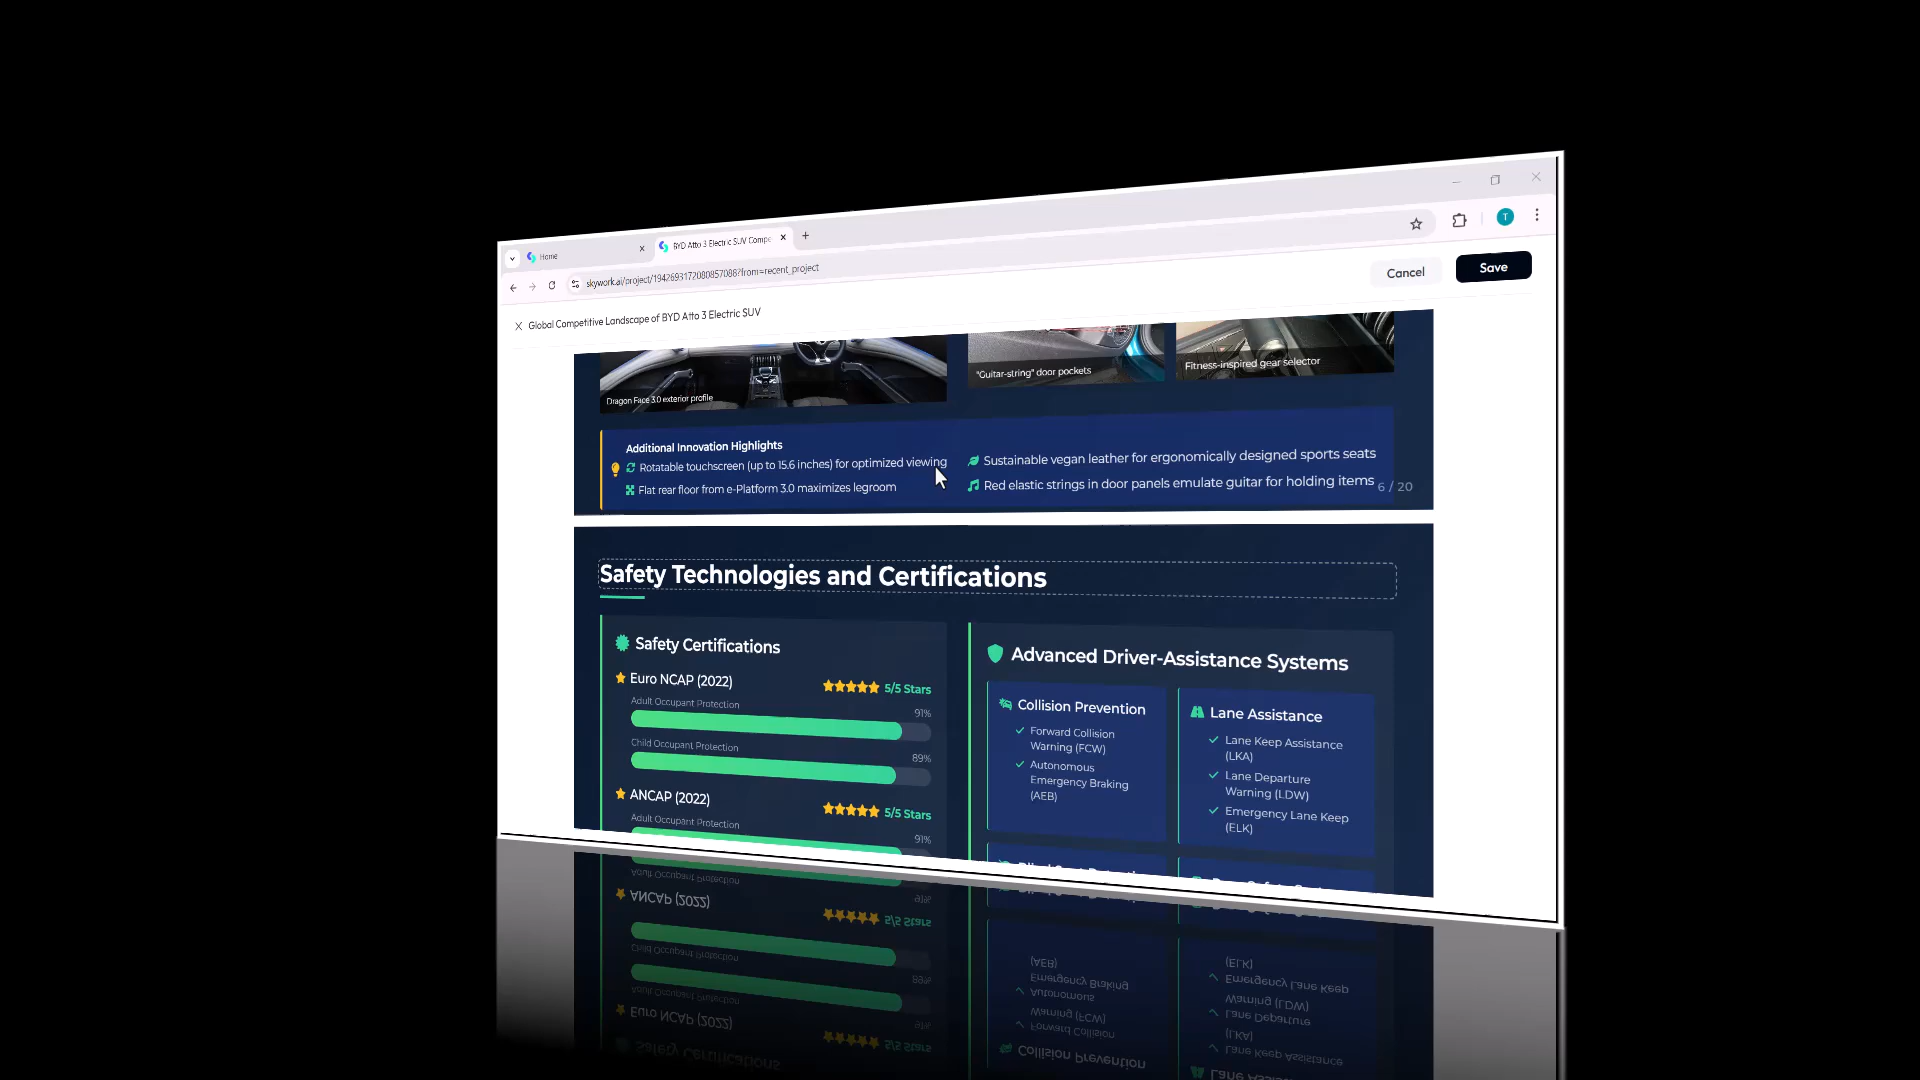 Home
BYD Atto 3 Electric SUV Compe
skywork.ai/project/1942693172080857088?from=recent_project
T
Cancel
Save
Global Competitive Landscape of BYD Atto 3 Electric SUV
Dragon Face 3.0 exterior profile
"Guitar-string" door pockets
Fitness-inspired gear selector
Additional Innovation Highlights
Rotatable touchscreen (up to 15.6 inches) for optimized viewing
Sustainable vegan leather for ergonomically designed sports seats
Flat rear floor from e-Platform 3.0 maximizes legroom
Red elastic strings in door panels emulate guitar for holding items
6 / 20
Safety Technologies and Certifications
Safety Certifications
Euro NCAP (2022)
5/5 Stars
Adult Occupant Protection
91%
Child Occupant Protection
89%
ANCAP (2022)
5/5 Stars
Adult Occupant Protection
91%
Advanced Driver-Assistance Systems
Collision Prevention
Forward Collision
Warning (FCW)
Autonomous
Emergency Braking
(AEB)
Lane Assistance
Lane Keep Assistance
(LKA)
Lane Departure
Warning (LDW)
Emergency Lane Keep
(ELK)